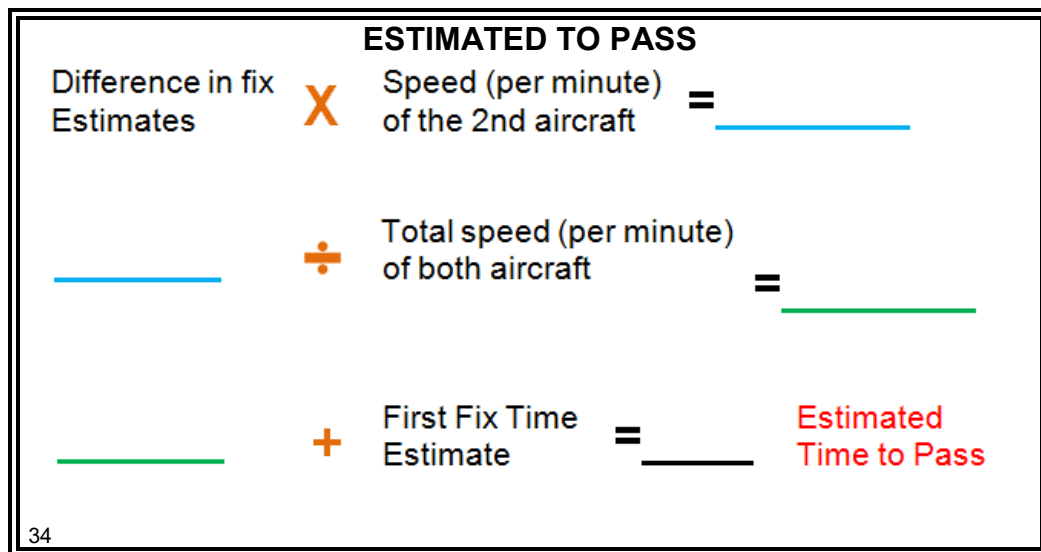 ESTIMATED TO PASS
Difference in fix
Estimates
X
Speed (per minute)
of the 2nd aircraft
=
÷
Total speed (per minute)
of both aircraft
=
+
First Fix Time
Estimate
=
Estimated
Time to Pass
34